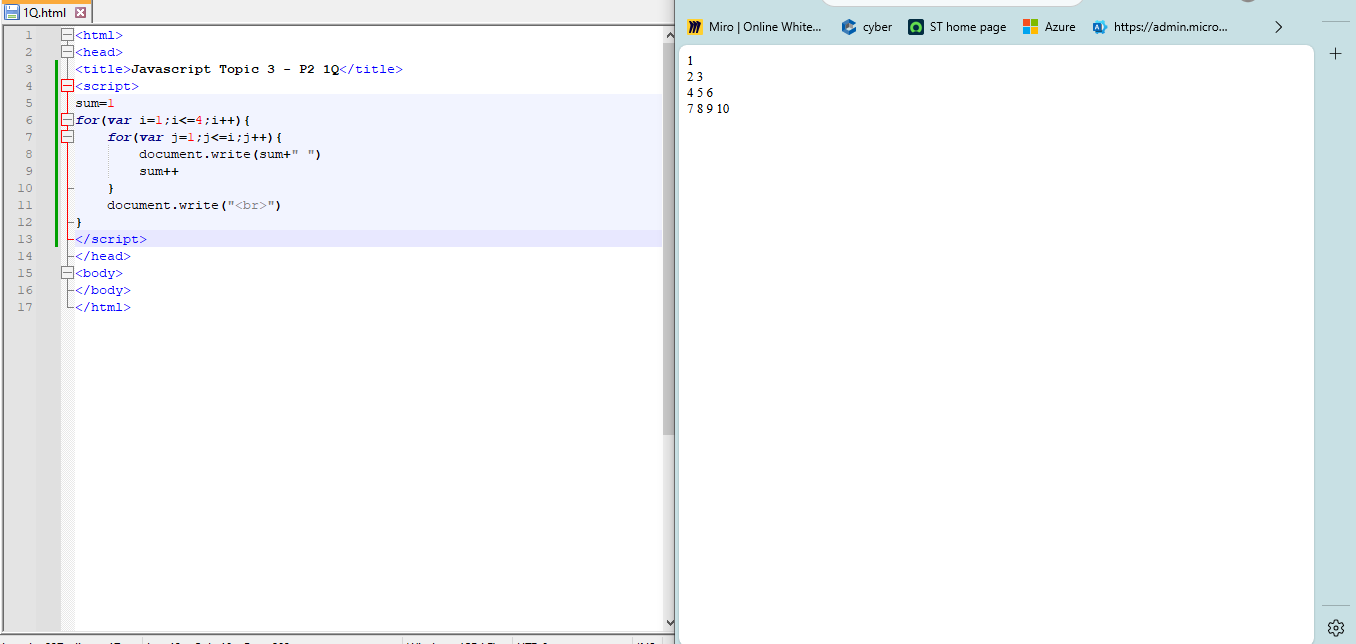 1Q.html
1 <html>
2 <head>
3 <title>Javascript Topic 3 - P2 1Q</title>
4 <script>
5 sum=1
6 for(var i=1;i<=4;i++){
7 for(var j=1;j<=i;j++){
8 document.write(sum+" ")
9 sum++
10 }
11 document.write("<br>")
12 }
13 </script>
14 </head>
15 <body>
16 </body>
17 </html>
Miro | Online White... cyber ST home page Azure https://admin.micro...
1
2 3
4 5 6
7 8 9 10